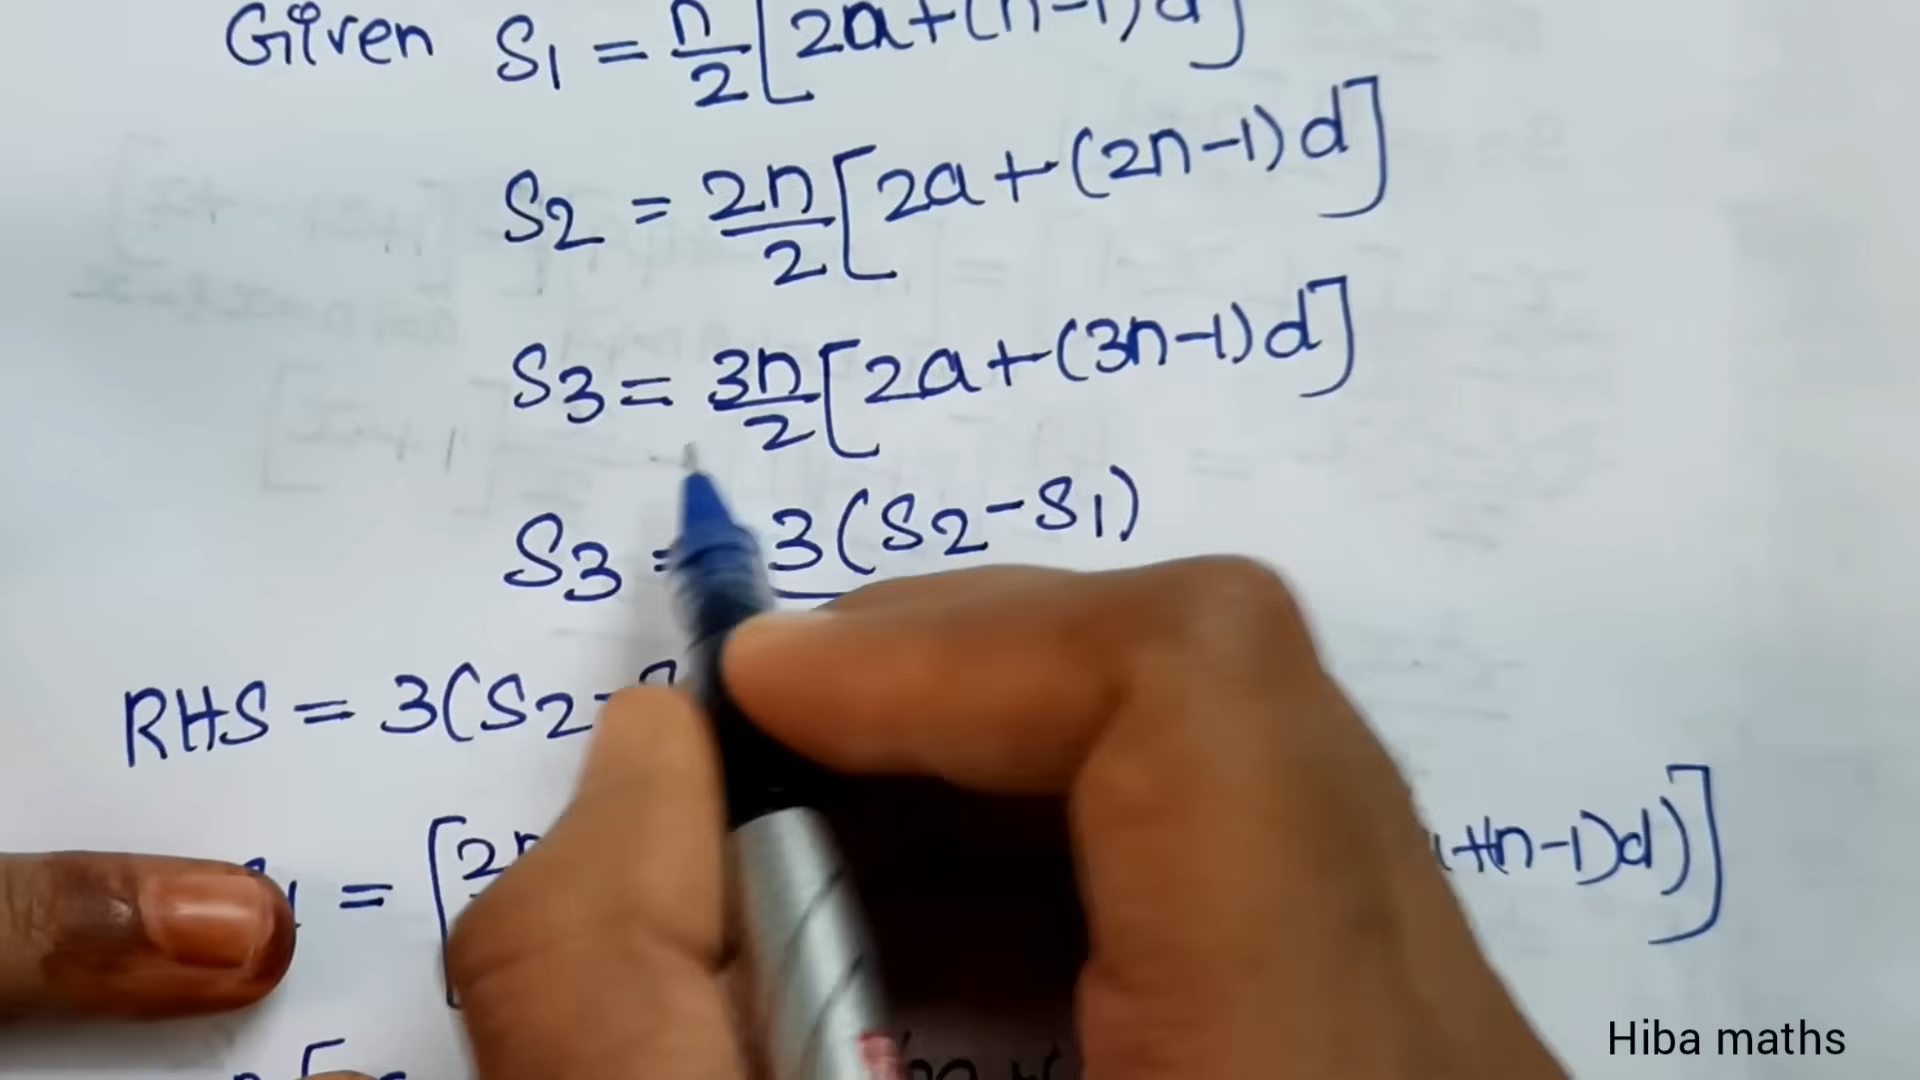 Given S1 = n/2 [2a+(n-1)d]
S2 = 2n/2 [2a+(2n-1)d]
S3 = 3n/2 [2a+(3n-1)d]
S3 = 3(S2-S1)
RHS = 3(S2-
= [2n +(n-1)d)]
Hiba maths